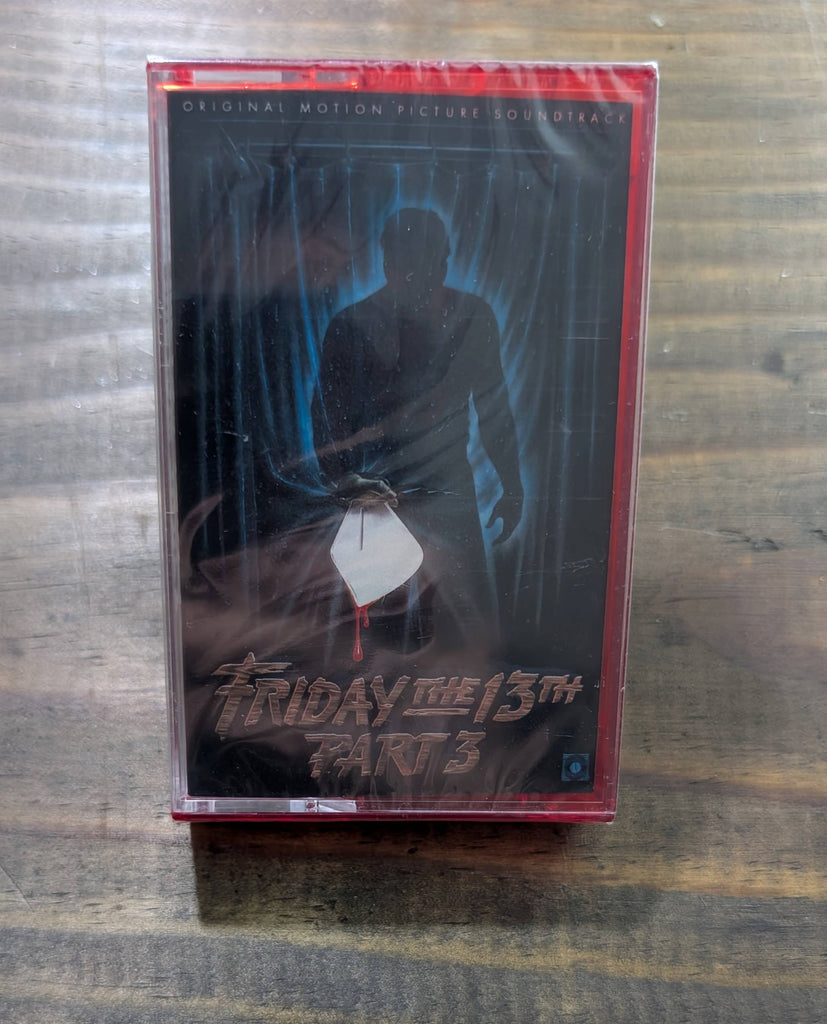 ORIGINAL MOTION PICTURE SOUNDTRACK
FRIDAY THE 13TH
PART 3